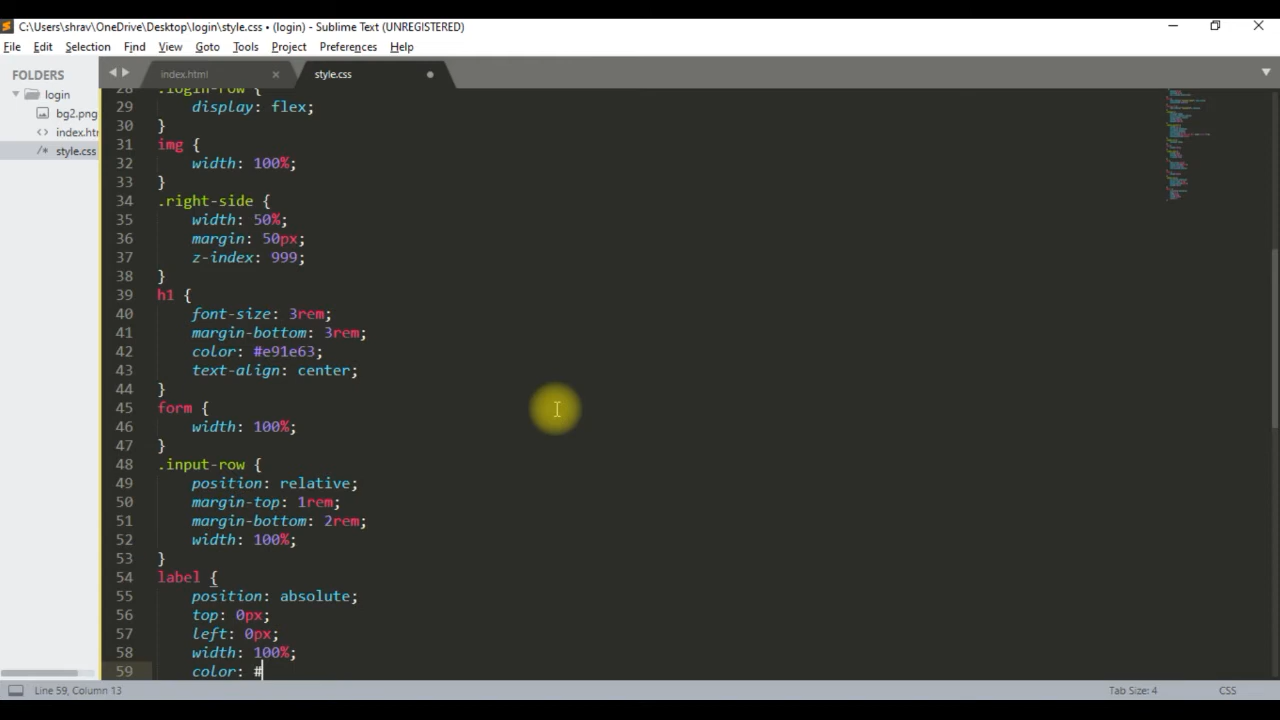 C:\Users\shrav\OneDrive\Desktop\login\style.css • (login) - Sublime Text (UNREGISTERED)
File Edit Selection Find View Goto Tools Project Preferences Help
FOLDERS
login
bg2.png
index.htm
style.css
index.html
style.css
28 .login-row {
29 display: flex;
30 }
31 img {
32 width: 100%;
33 }
34 .right-side {
35 width: 50%;
36 margin: 50px;
37 z-index: 999;
38 }
39 h1 {
40 font-size: 3rem;
41 margin-bottom: 3rem;
42 color: #e91e63;
43 text-align: center;
44 }
45 form {
46 width: 100%;
47 }
48 .input-row {
49 position: relative;
50 margin-top: 1rem;
51 margin-bottom: 2rem;
52 width: 100%;
53 }
54 label {
55 position: absolute;
56 top: 0px;
57 left: 0px;
58 width: 100%;
59 color: #
Line 59, Column 13
Tab Size: 4
CSS